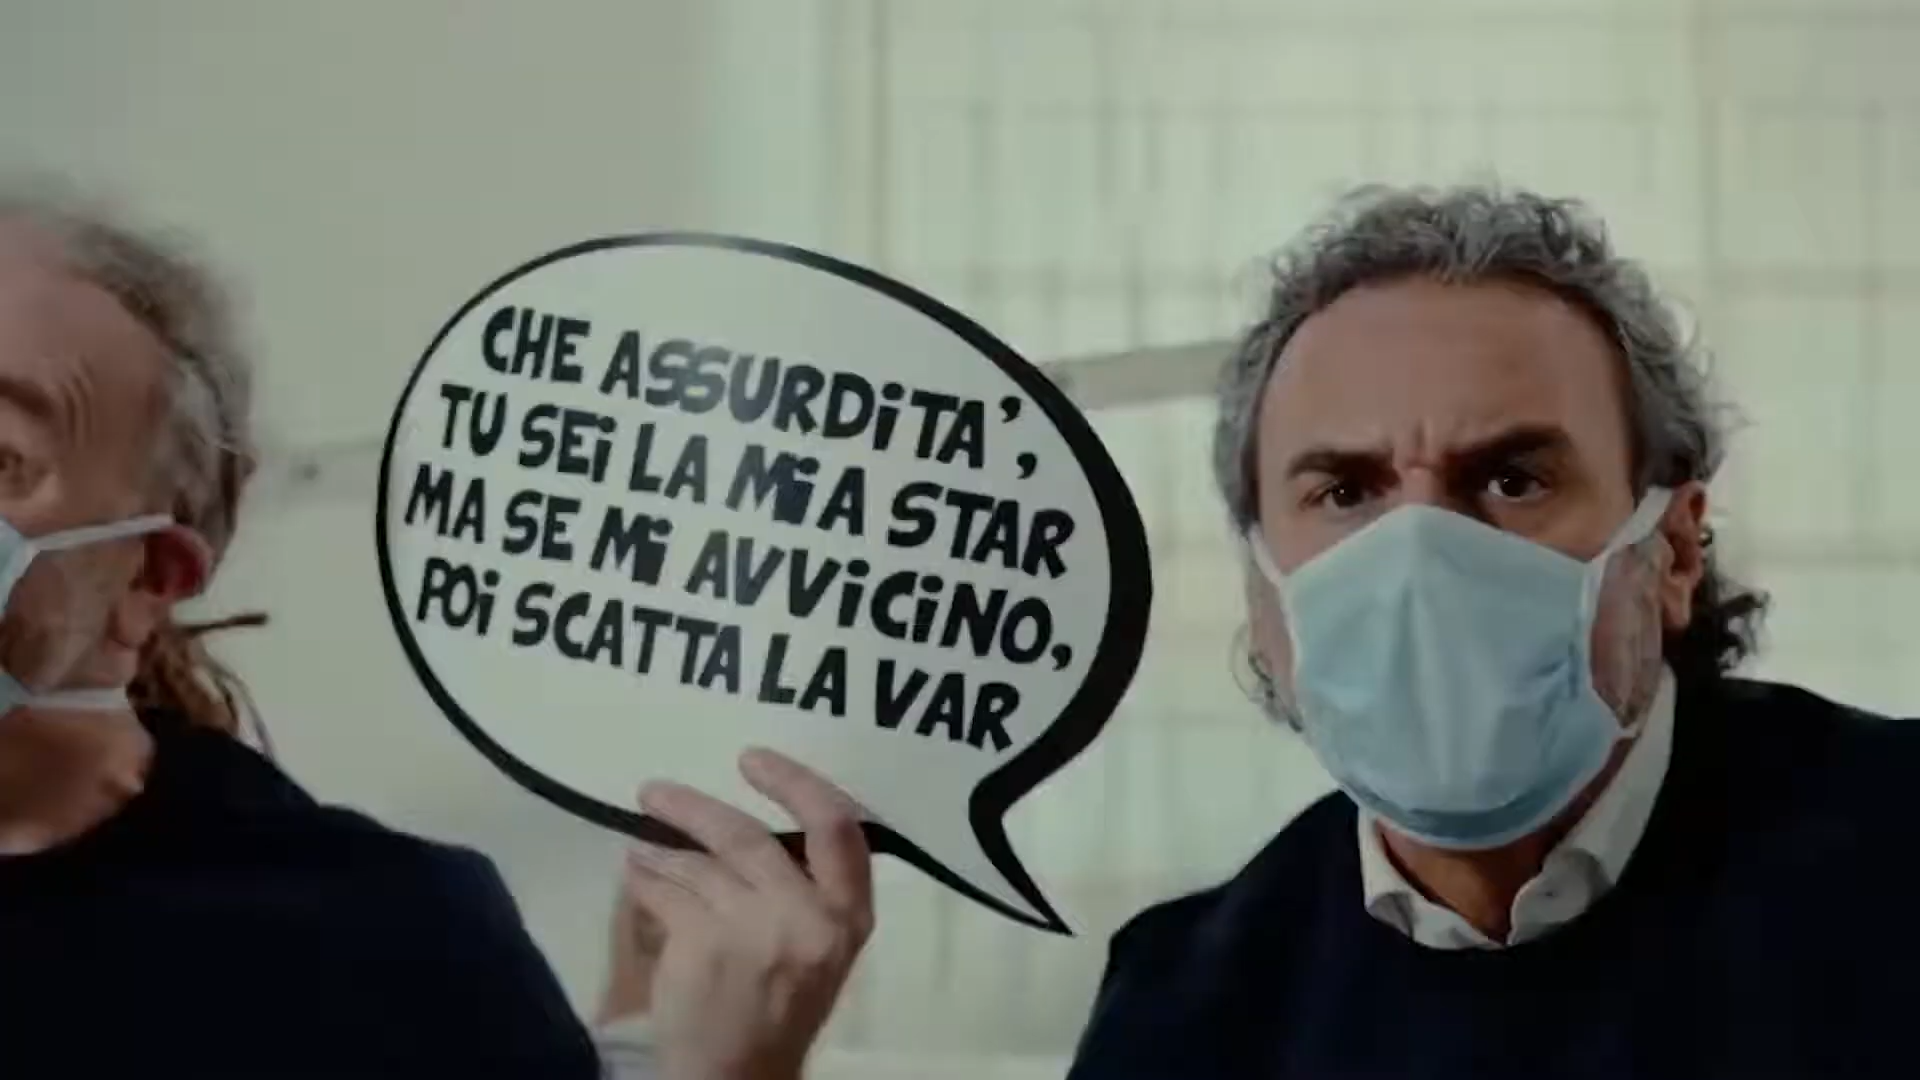 CHE ASSURDiTA',
TU SEi LA MiA STAR
MA SE Mi AVViCiNO,
POi SCATTA LA VAR